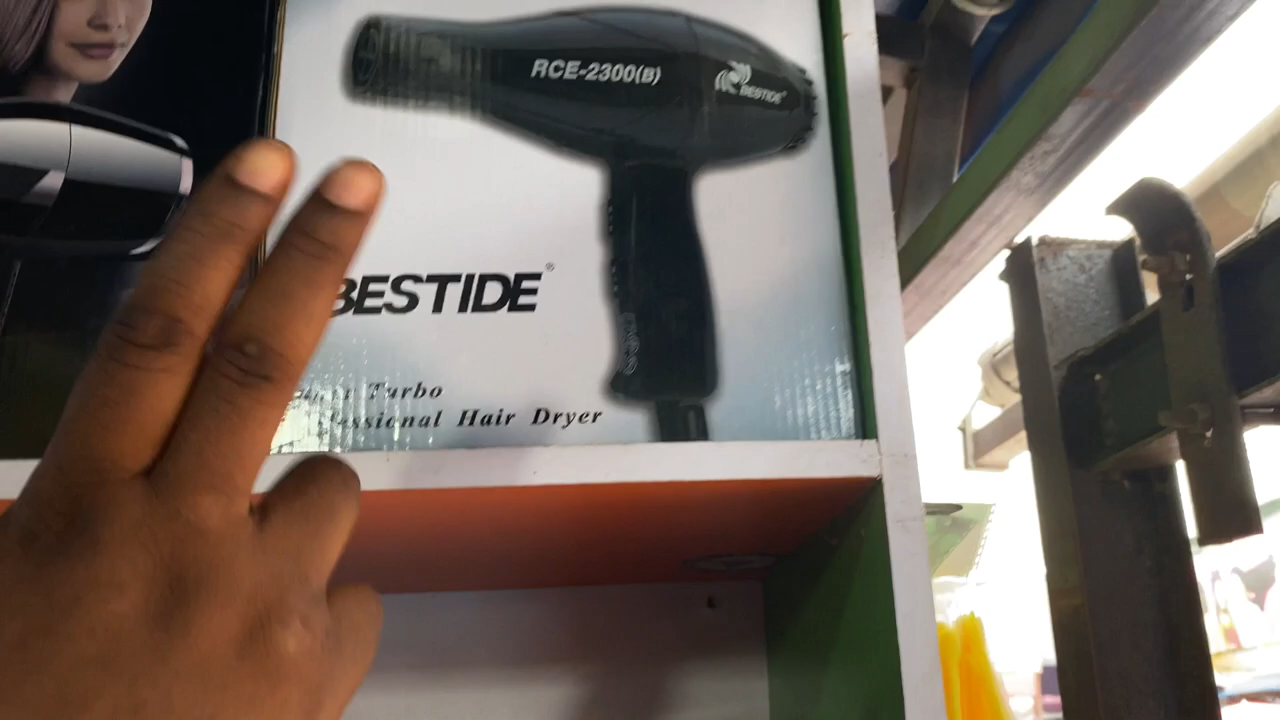 RCE-2300(B)
BESTIDE®
BESTIDE®
Turbo
Hair Dryer